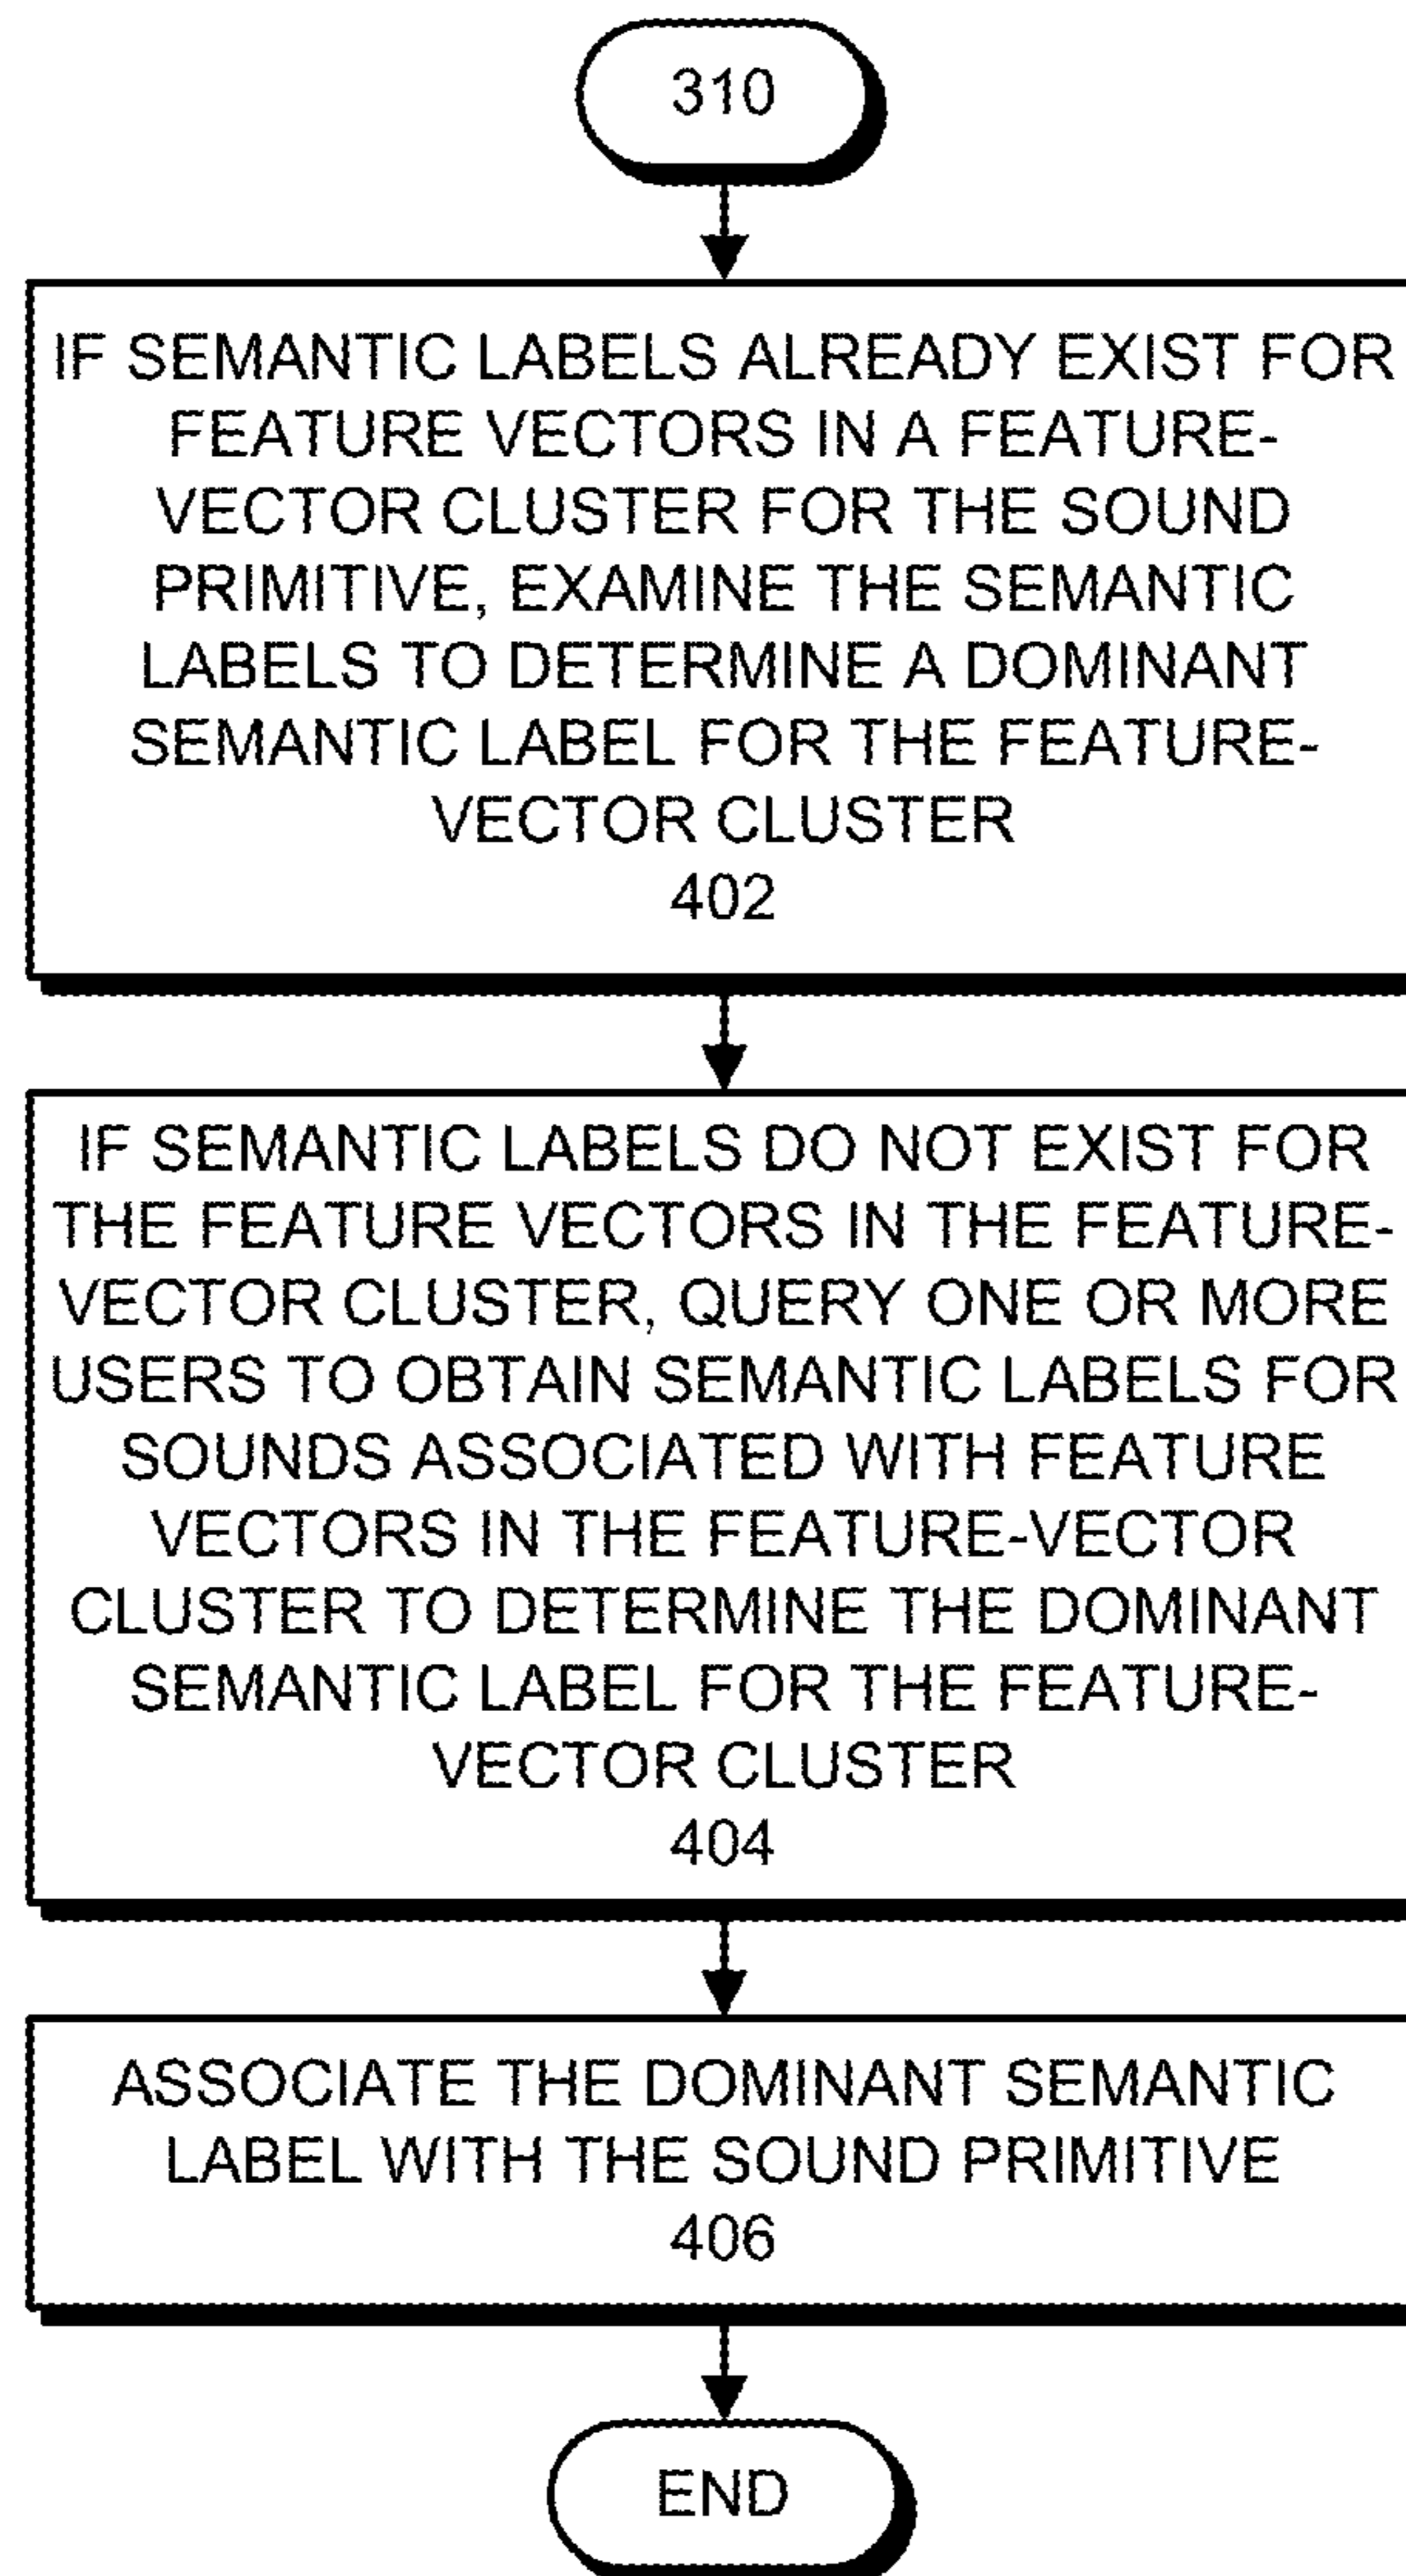 310
IF SEMANTIC LABELS ALREADY EXIST FOR
FEATURE VECTORS IN A FEATURE-
VECTOR CLUSTER FOR THE SOUND
PRIMITIVE, EXAMINE THE SEMANTIC
LABELS TO DETERMINE A DOMINANT
SEMANTIC LABEL FOR THE FEATURE-
VECTOR CLUSTER
402
IF SEMANTIC LABELS DO NOT EXIST FOR
THE FEATURE VECTORS IN THE FEATURE-
VECTOR CLUSTER, QUERY ONE OR MORE
USERS TO OBTAIN SEMANTIC LABELS FOR
SOUNDS ASSOCIATED WITH FEATURE
VECTORS IN THE FEATURE-VECTOR
CLUSTER TO DETERMINE THE DOMINANT
SEMANTIC LABEL FOR THE FEATURE-
VECTOR CLUSTER
404
ASSOCIATE THE DOMINANT SEMANTIC
LABEL WITH THE SOUND PRIMITIVE
406
END